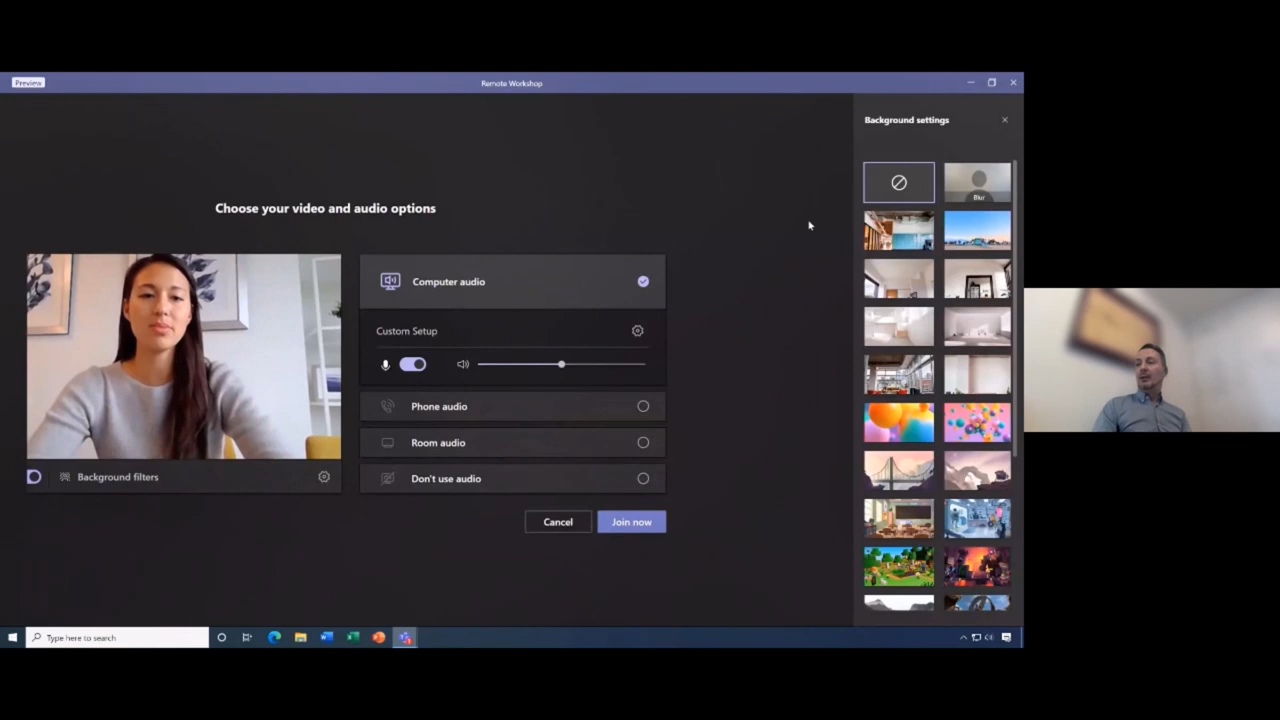 Preview
Remote Workshop
Background settings
Blur
Choose your video and audio options
Computer audio
Custom Setup
Phone audio
Room audio
Don't use audio
Background filters
Cancel
Join now
Type here to search